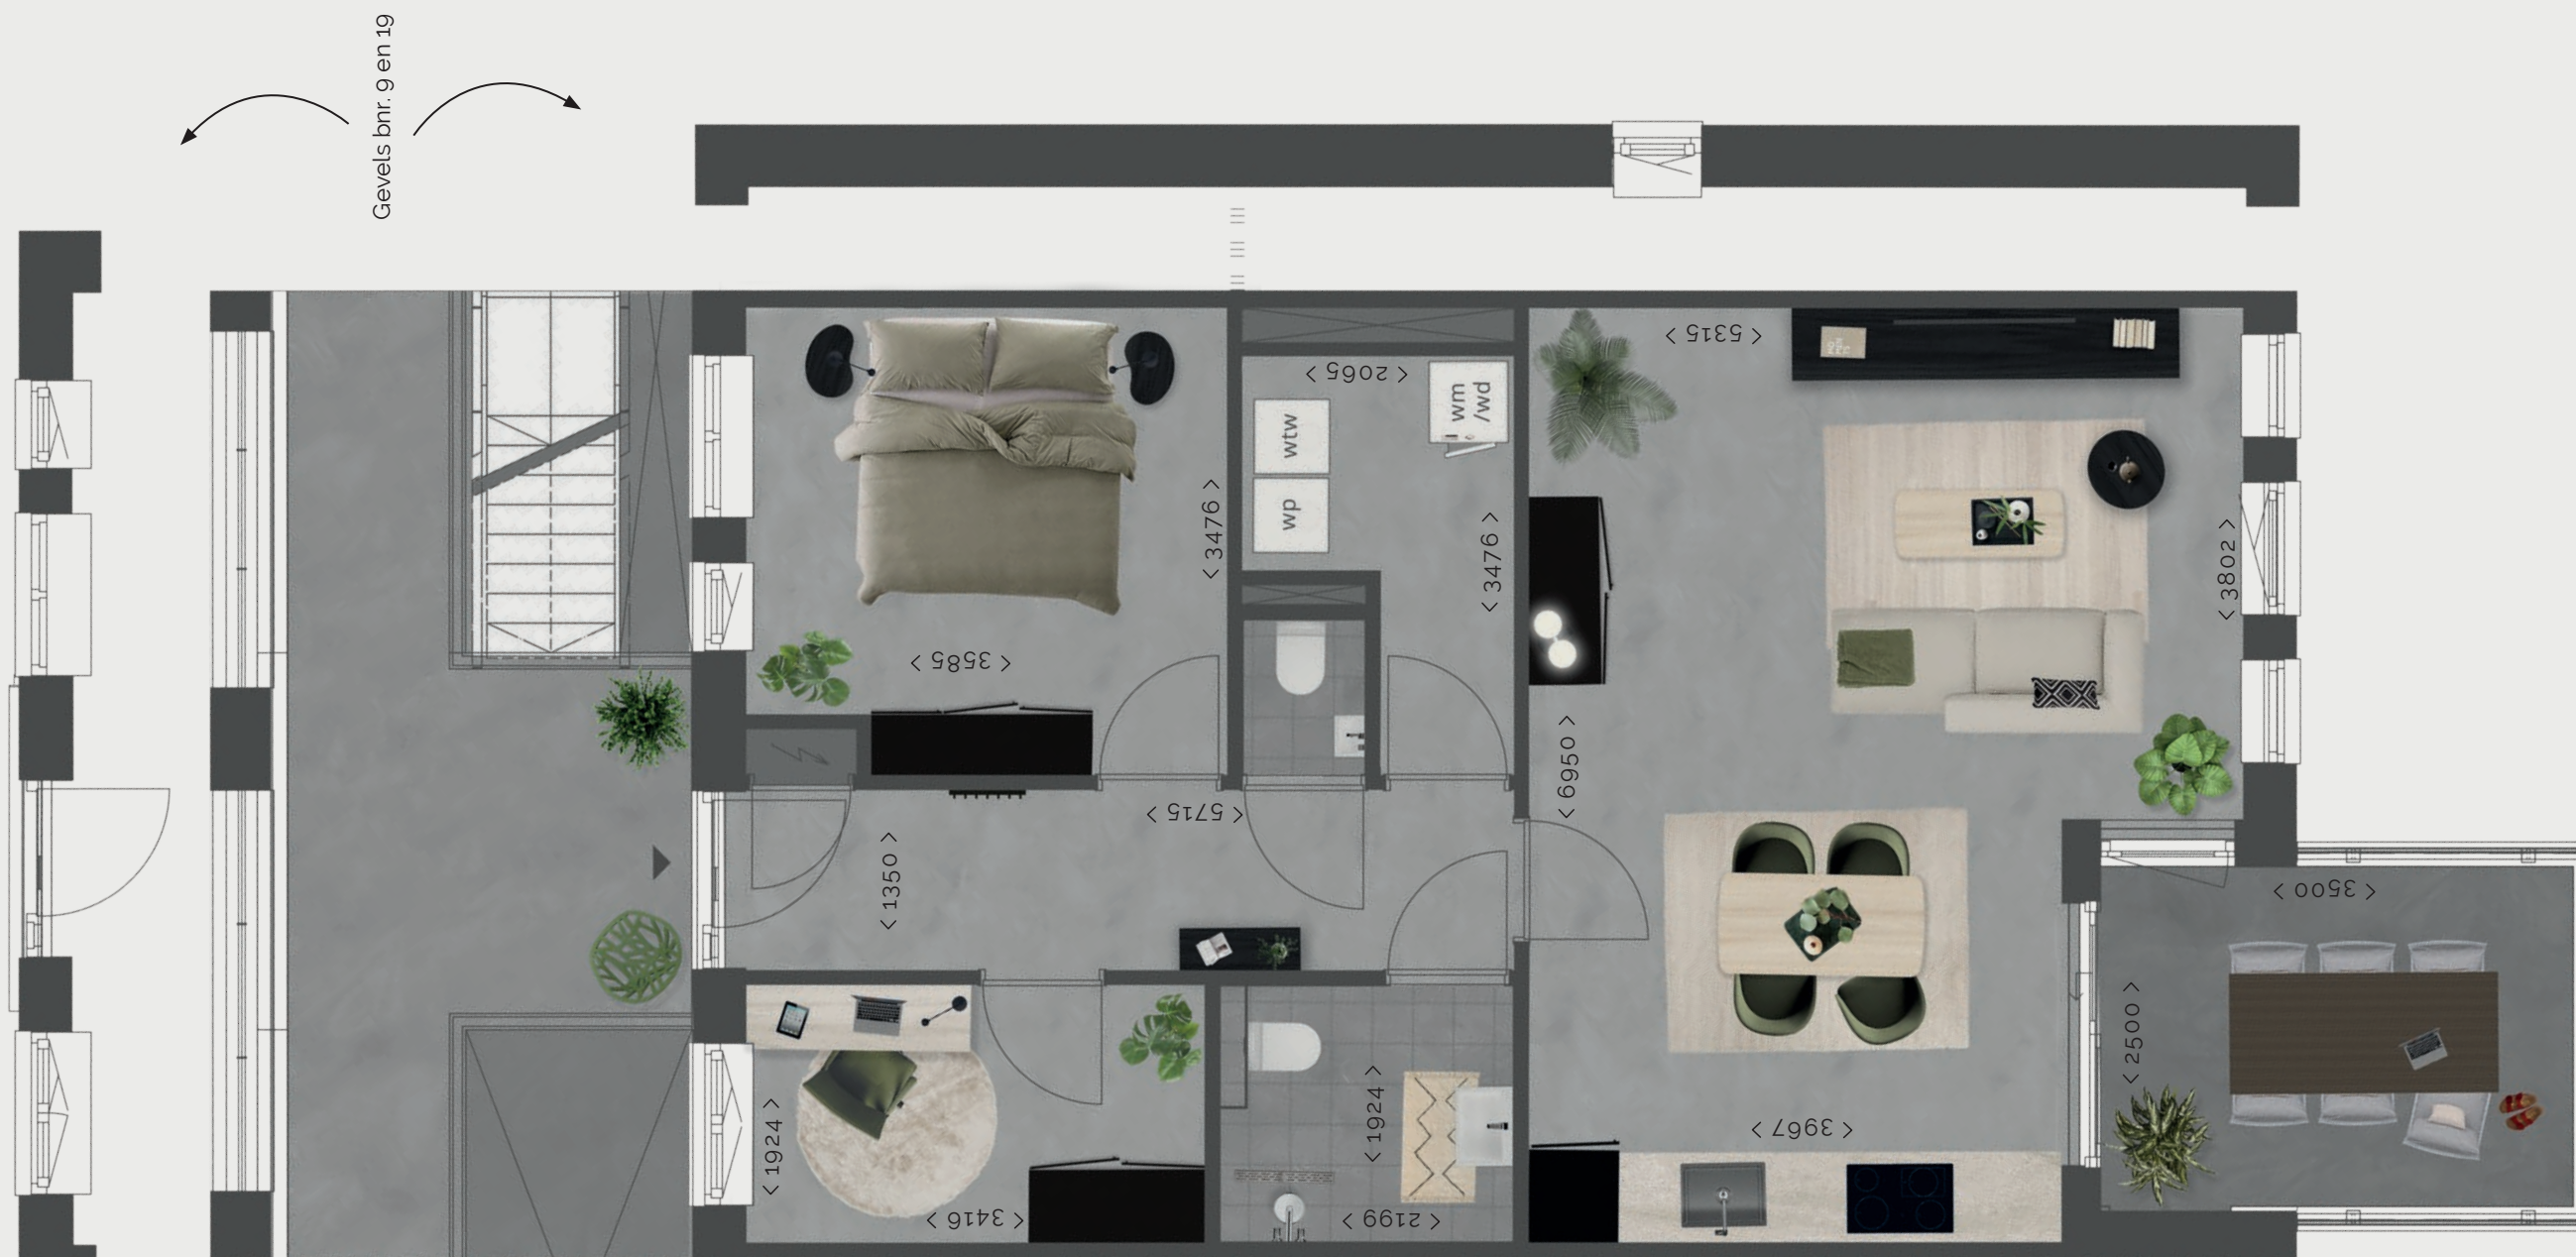 Gevels bnr. 9 en 19
< 5315 >
< 2065 >
wm
/wd
wtw
wp
< 3476 >
< 3476 >
< 3802 >
< 3585 >
< 6950 >
< 5715 >
< 1350 >
< 3500 >
< 2500 >
< 1924 >
< 1924 >
< 3967 >
< 3416 >
< 2199 >